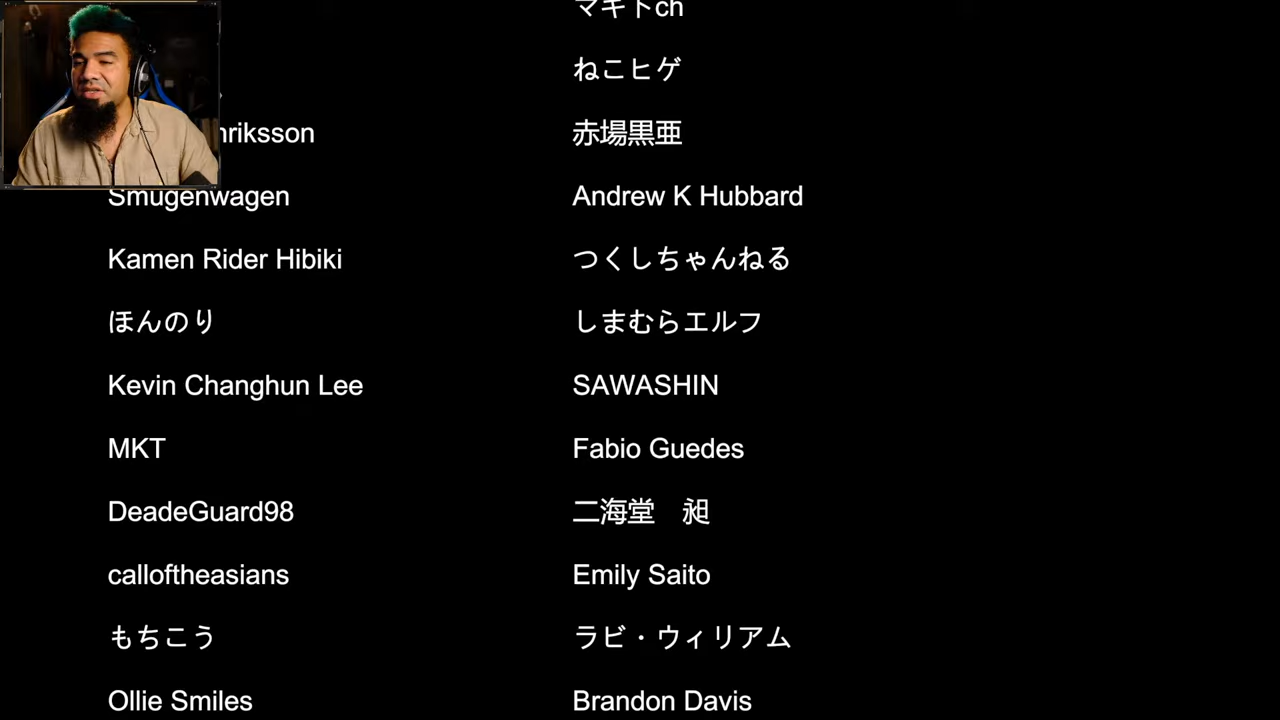 マキトch
ねこヒゲ
riksson
赤場黒亜
Smugenwagen
Andrew K Hubbard
Kamen Rider Hibiki
つくしちゃんねる
ほんのり
しまむらエルフ
Kevin Changhun Lee
SAWASHIN
MKT
Fabio Guedes
DeadeGuard98
二海堂　昶
calloftheasians
Emily Saito
もちこう
ラビ・ウィリアム
Ollie Smiles
Brandon Davis